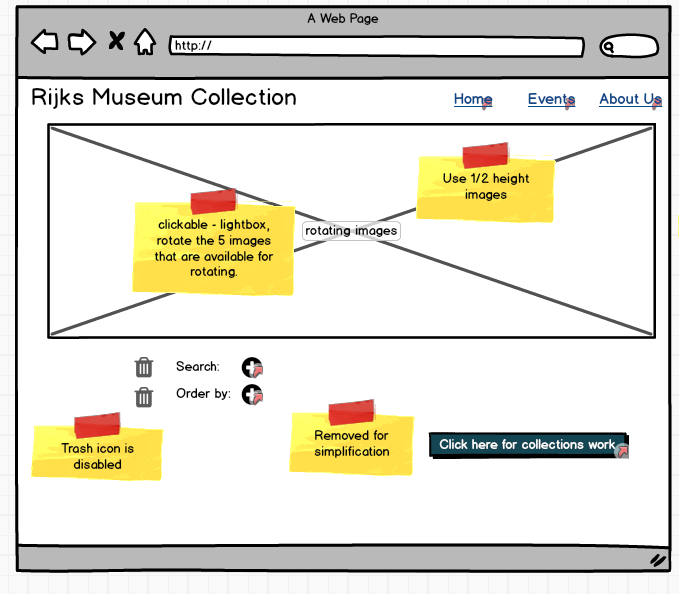 A Web Page
http://
Rijks Museum Collection
Home Events About Us
Use 1/2 height
images
clickable - lightbox,
rotate the 5 images
that are available for
rotating.
rotating images
Search:
Order by:
Trash icon is
disabled
Removed for
simplification
Click here for collections work